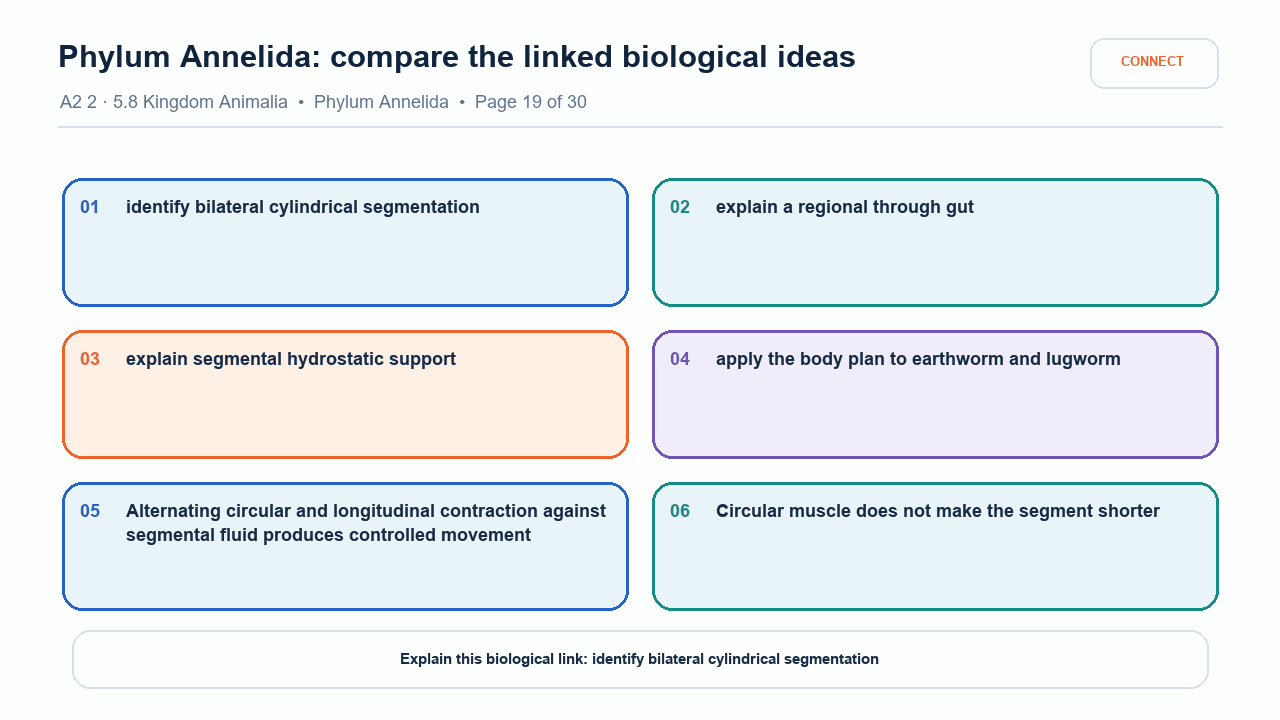 Phylum Annelida: compare the linked biological ideas
CONNECT
A2 2 · 5.8 Kingdom Animalia • Phylum Annelida • Page 19 of 30
01 identify bilateral cylindrical segmentation
02 explain a regional through gut
03 explain segmental hydrostatic support
04 apply the body plan to earthworm and lugworm
05 Alternating circular and longitudinal contraction against
segmental fluid produces controlled movement
06 Circular muscle does not make the segment shorter
Explain this biological link: identify bilateral cylindrical segmentation